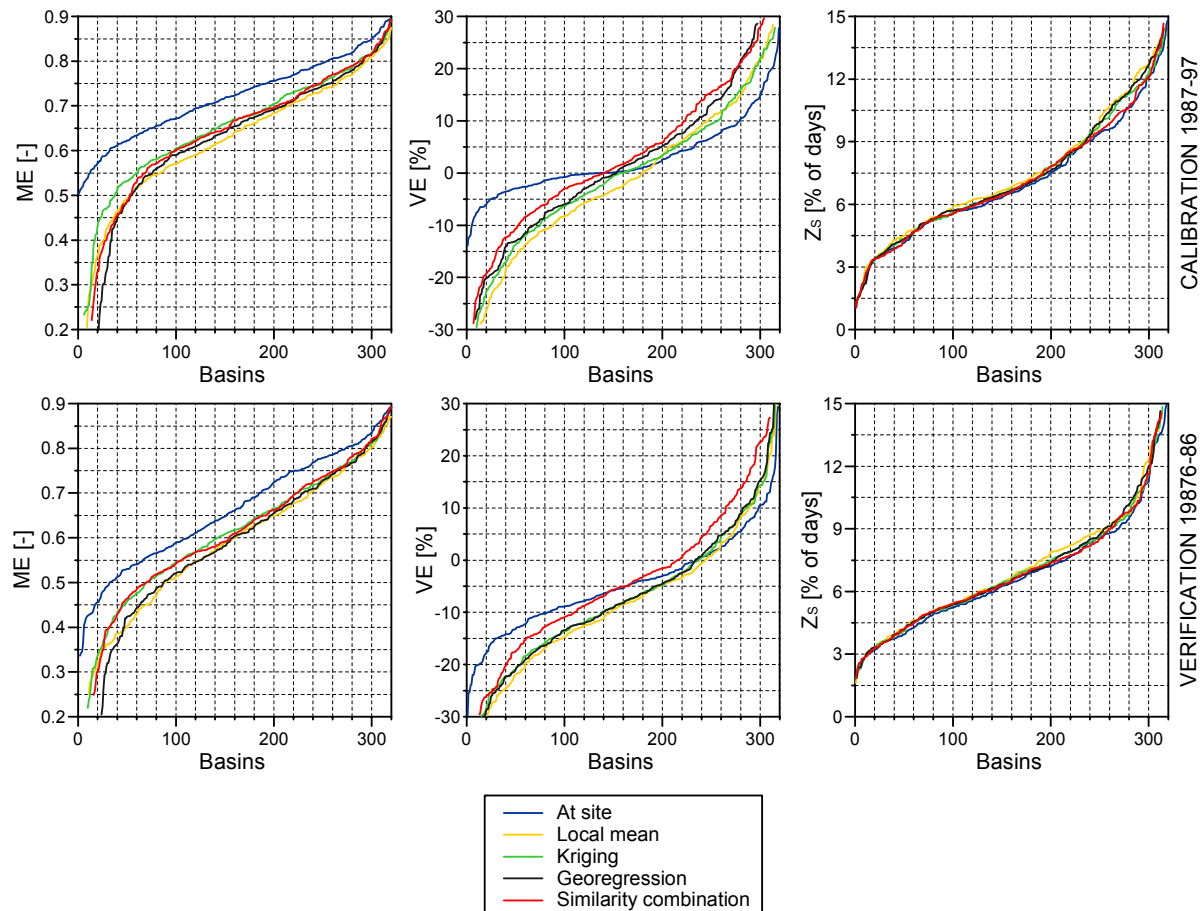 0.9
0.8
0.7
0.6
0.5
0.4
0.3
0.2
ME [-]
0 100 200 300
Basins
30
20
10
0
-10
-20
-30
VE [%]
0 100 200 300
Basins
15
12
9
6
3
0
Zs [% of days]
0 100 200 300
Basins
CALIBRATION 1987-97
0.9
0.8
0.7
0.6
0.5
0.4
0.3
0.2
ME [-]
0 100 200 300
Basins
30
20
10
0
-10
-20
-30
VE [%]
0 100 200 300
Basins
15
12
9
6
3
0
Zs [% of days]
0 100 200 300
Basins
VERIFICATION 19876-86
At site
Local mean
Kriging
Georegression
Similarity combination